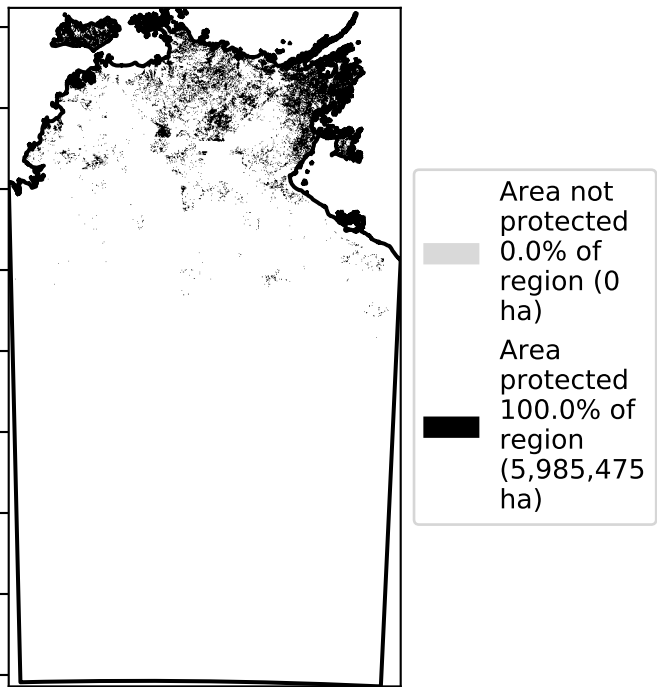 Area not
protected
0.0% of
region (0
ha)
Area
protected
100.0% of
region
(5,985,475
ha)